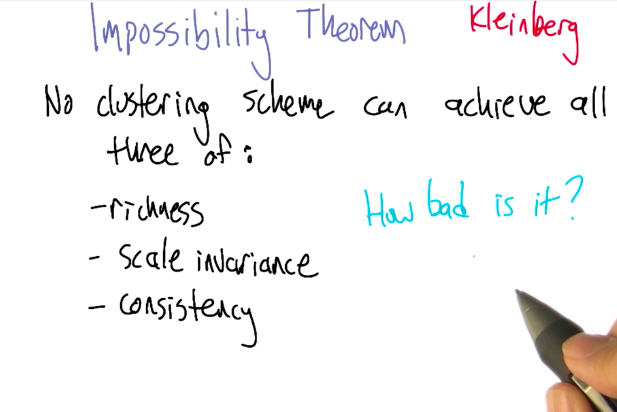 Impossibility Theorem Kleinberg
No clustering scheme can achieve all
three of:
-richness
How bad is it?
- scale invariance
- consistency